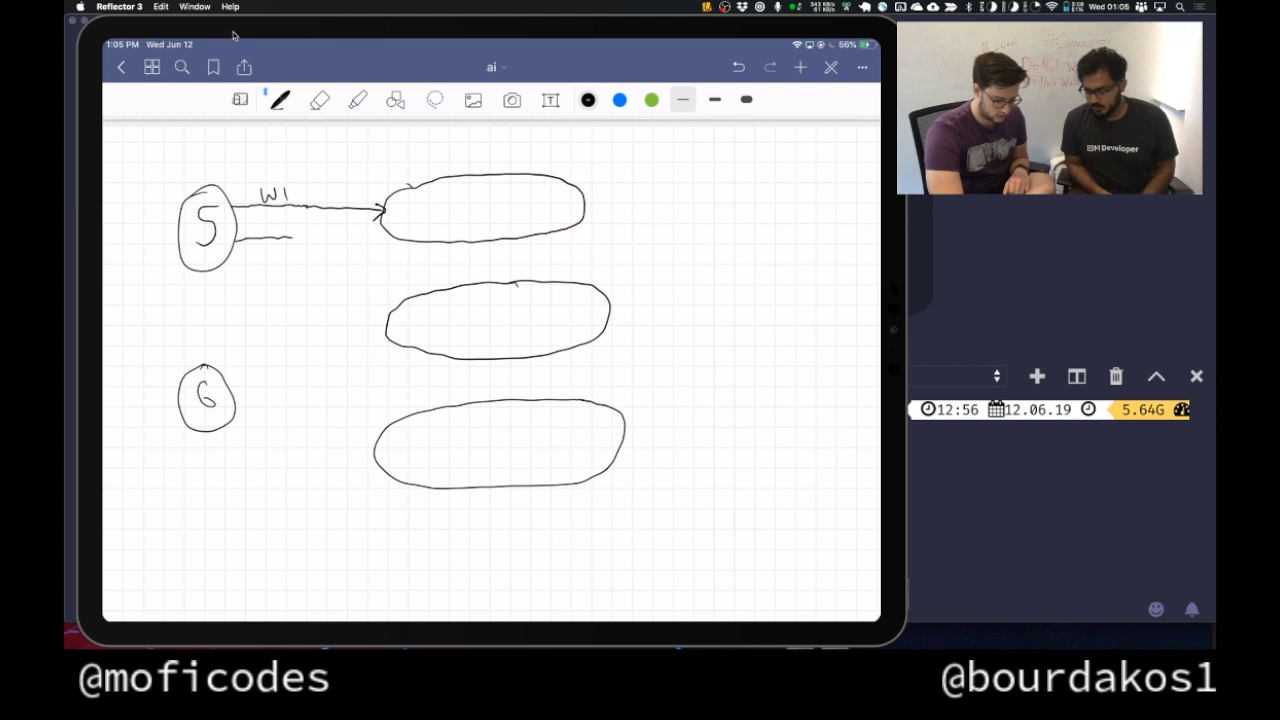 Reflector 3 Edit Window Help
Wed 01:05
1:05 PM Wed Jun 12
56%
ai
T
W1
5
6
IBM Developer
12:56 12.06.19 5.64G
@moficodes
@bourdakos1